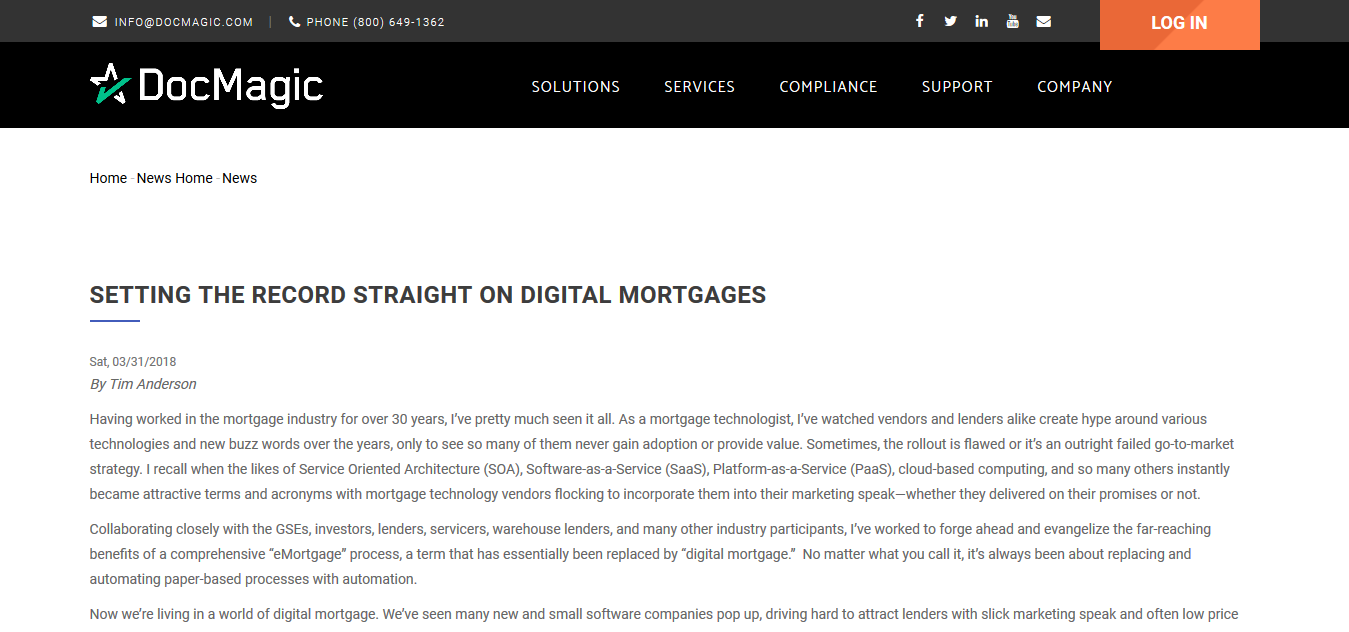 INFO@DOCMAGIC.COM | PHONE (800) 649-1362
LOG IN
DocMagic
SOLUTIONS SERVICES COMPLIANCE SUPPORT COMPANY
Home - News Home - News
SETTING THE RECORD STRAIGHT ON DIGITAL MORTGAGES
Sat, 03/31/2018
By Tim Anderson
Having worked in the mortgage industry for over 30 years, I’ve pretty much seen it all. As a mortgage technologist, I’ve watched vendors and lenders alike create hype around various
technologies and new buzz words over the years, only to see so many of them never gain adoption or provide value. Sometimes, the rollout is flawed or it’s an outright failed go-to-market
strategy. I recall when the likes of Service Oriented Architecture (SOA), Software-as-a-Service (SaaS), Platform-as-a-Service (PaaS), cloud-based computing, and so many others instantly
became attractive terms and acronyms with mortgage technology vendors flocking to incorporate them into their marketing speak—whether they delivered on their promises or not.
Collaborating closely with the GSEs, investors, lenders, servicers, warehouse lenders, and many other industry participants, I’ve worked to forge ahead and evangelize the far-reaching
benefits of a comprehensive “eMortgage” process, a term that has essentially been replaced by “digital mortgage.”  No matter what you call it, it’s always been about replacing and
automating paper-based processes with automation.
Now we’re living in a world of digital mortgage. We’ve seen many new and small software companies pop up, driving hard to attract lenders with slick marketing speak and often low price